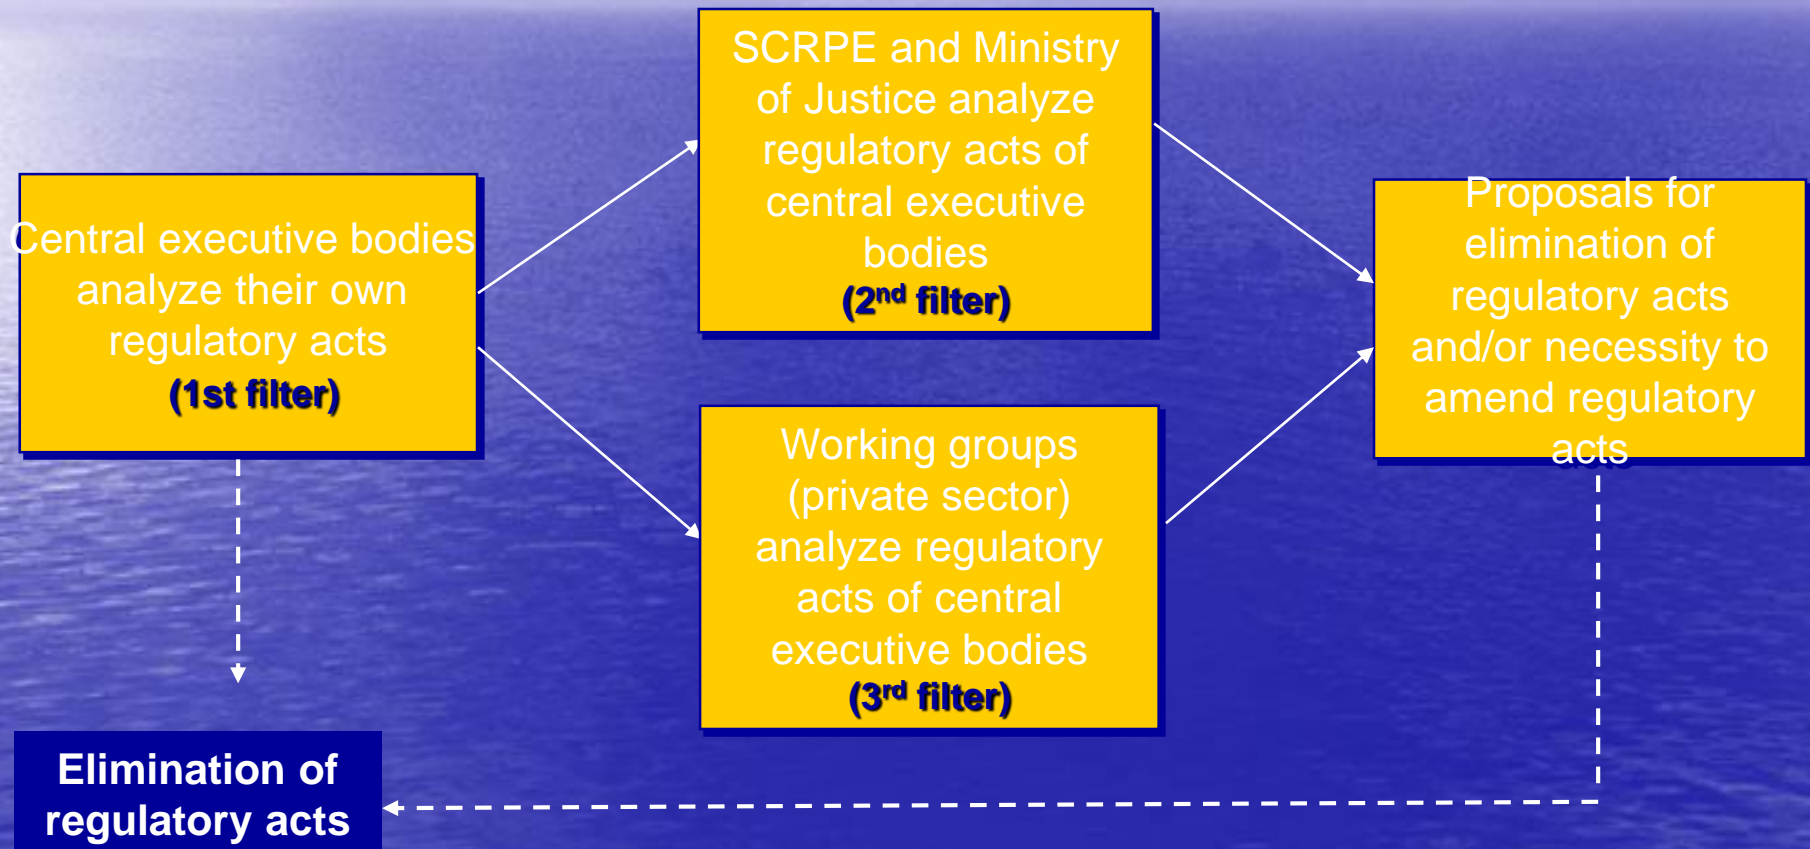 Central executive bodies
analyze their own
regulatory acts
(1st filter)
SCRPE and Ministry
of Justice analyze
regulatory acts of
central executive
bodies
(2nd filter)
Working groups
(private sector)
analyze regulatory
acts of central
executive bodies
(3rd filter)
Proposals for
elimination of
regulatory acts
and/or necessity to
amend regulatory
acts
Elimination of
regulatory acts